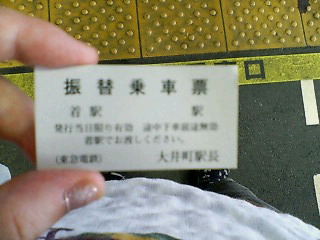 振替乗車票
着駅 駅
発行当日限り有効 途中下車前途無効
着駅でお渡しください。
(東急電鉄) 大井町駅長